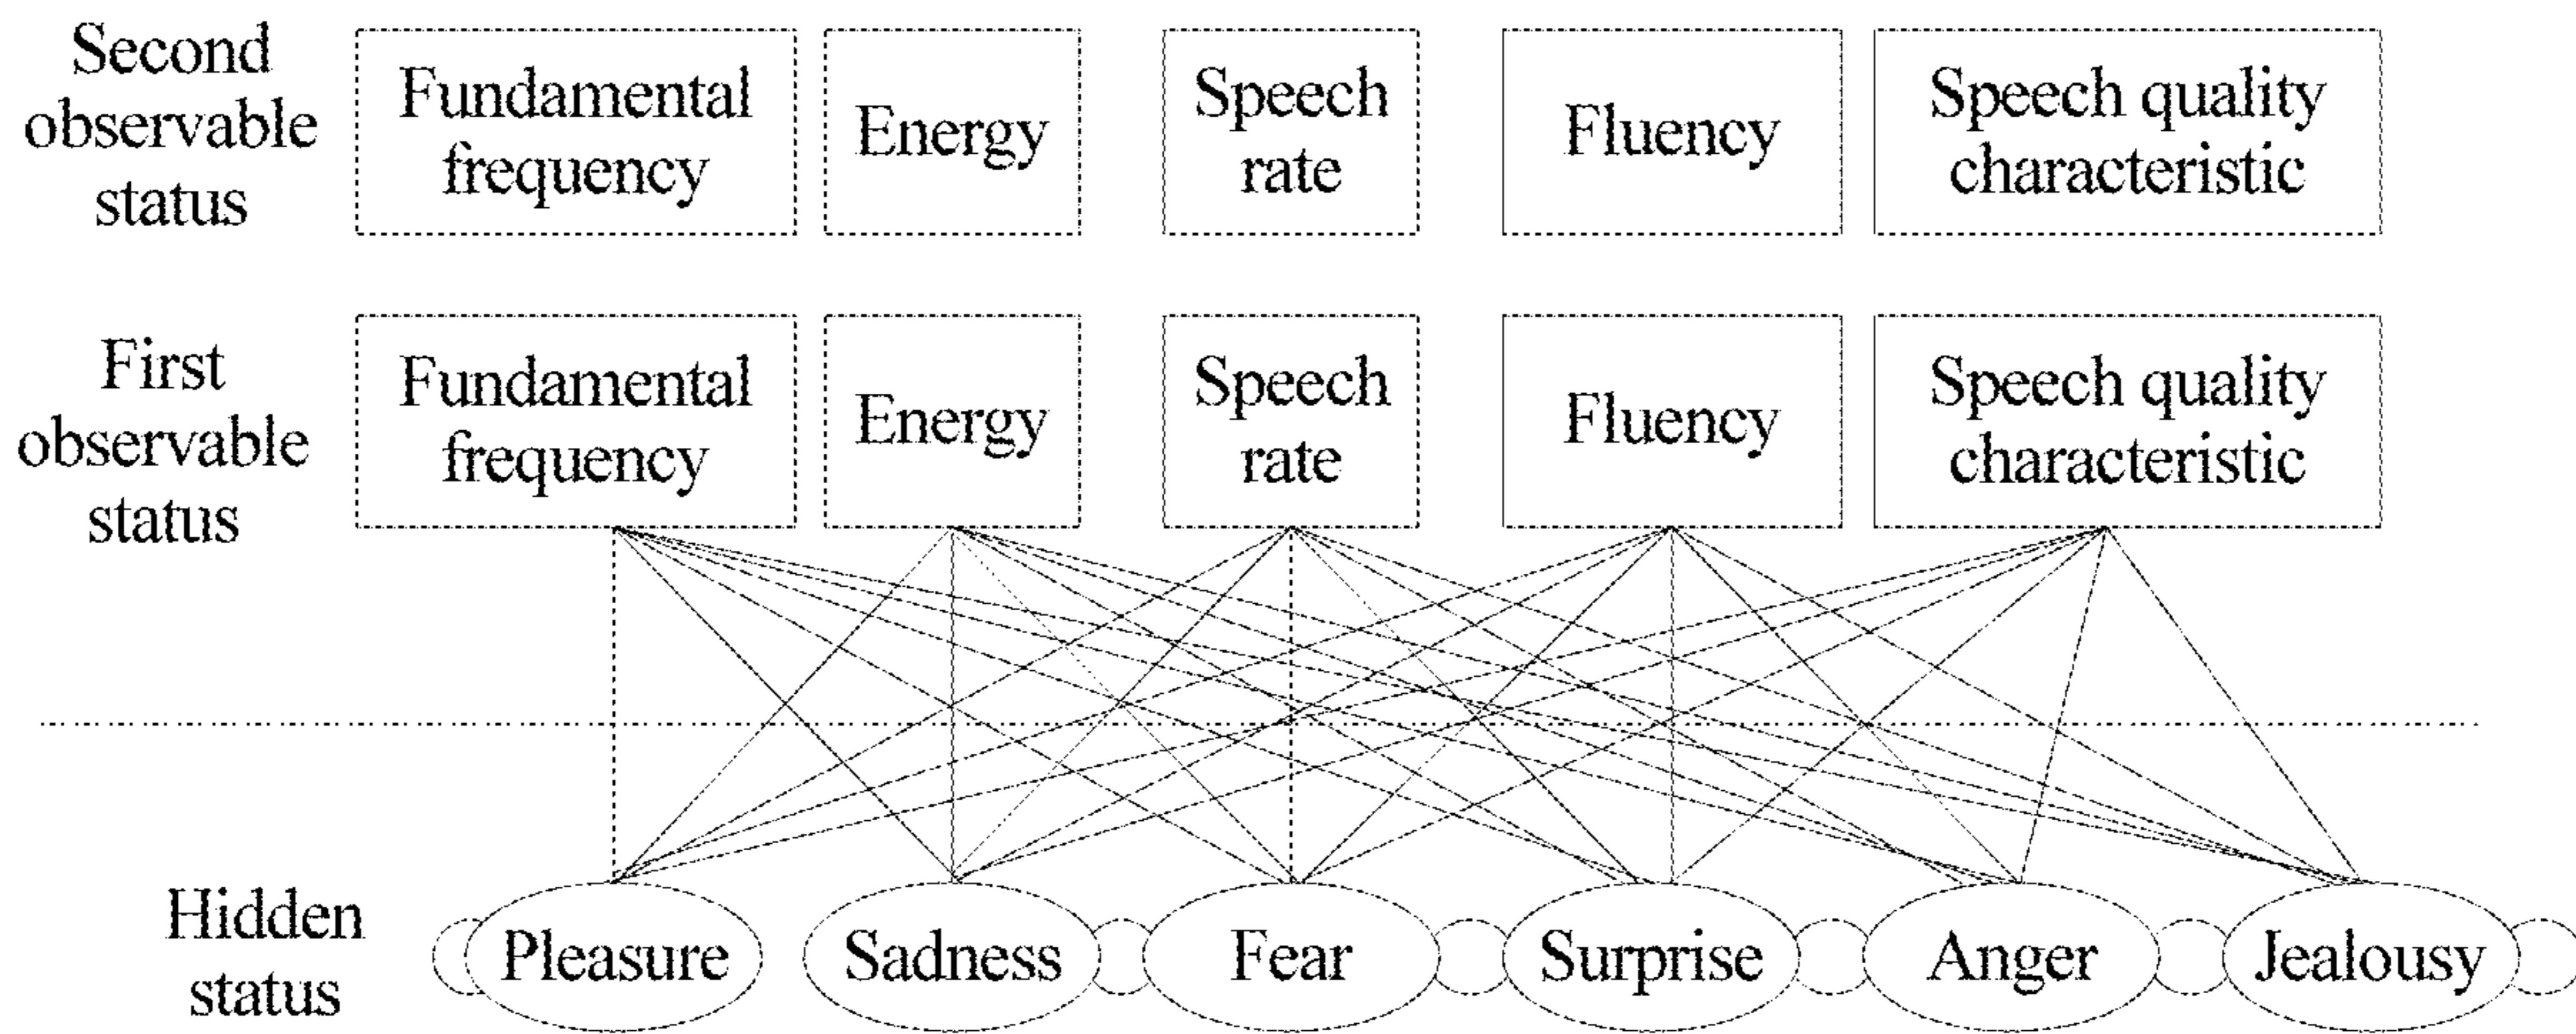 Second
observable
status
Fundamental
frequency
Energy
Speech
rate
Fluency
Speech quality
characteristic
First
observable
status
Fundamental
frequency
Energy
Speech
rate
Fluency
Speech quality
characteristic
Hidden
status
Pleasure
Sadness
Fear
Surprise
Anger
Jealousy